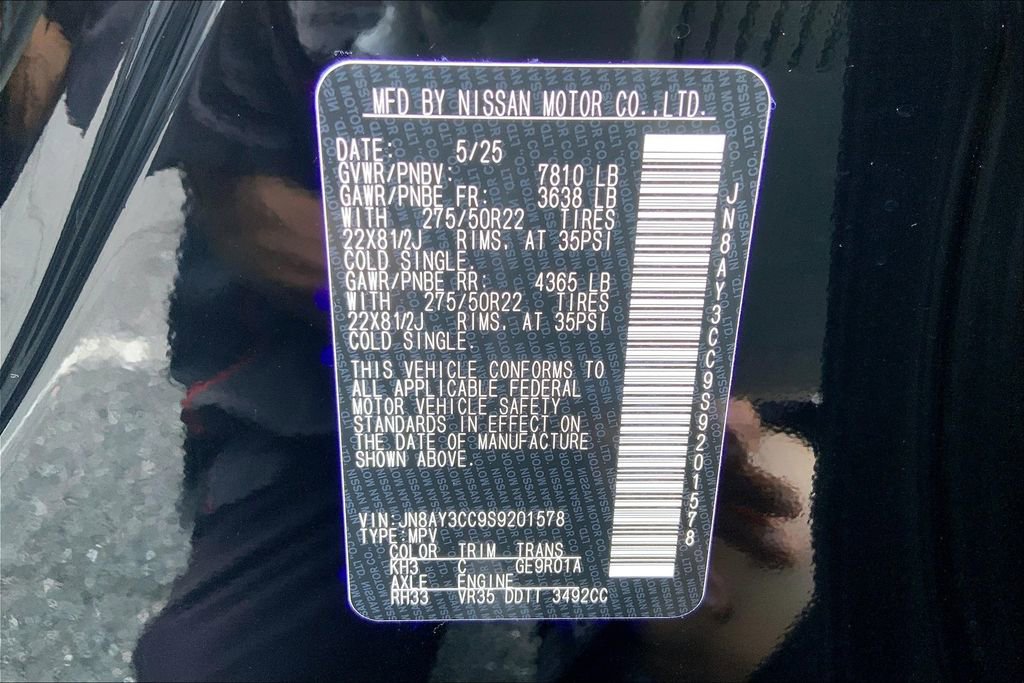 MFD BY NISSAN MOTOR CO.,LTD.
DATE: 5/25
GVWR/PNBV: 7810 LB
GAWR/PNBE FR: 3638 LB
WITH 275/50R22 TIRES
22X81/2J RIMS. AT 35PSI
COLD SINGLE.
GAWR/PNBE RR: 4365 LB
WITH 275/50R22 TIRES
22X81/2J RIMS. AT 35PSI
COLD SINGLE.
THIS VEHICLE CONFORMS TO
ALL APPLICABLE FEDERAL
MOTOR VEHICLE SAFETY
STANDARDS IN EFFECT ON
THE DATE OF MANUFACTURE
SHOWN ABOVE.
VIN:JN8AY3CC9S9201578
TYPE:MPV
COLOR TRIM TRANS
KH3 C GE9R01A
AXLE ENGINE
RH33 VR35 DDTT 3492CC
JN8AY3CC9S9201578